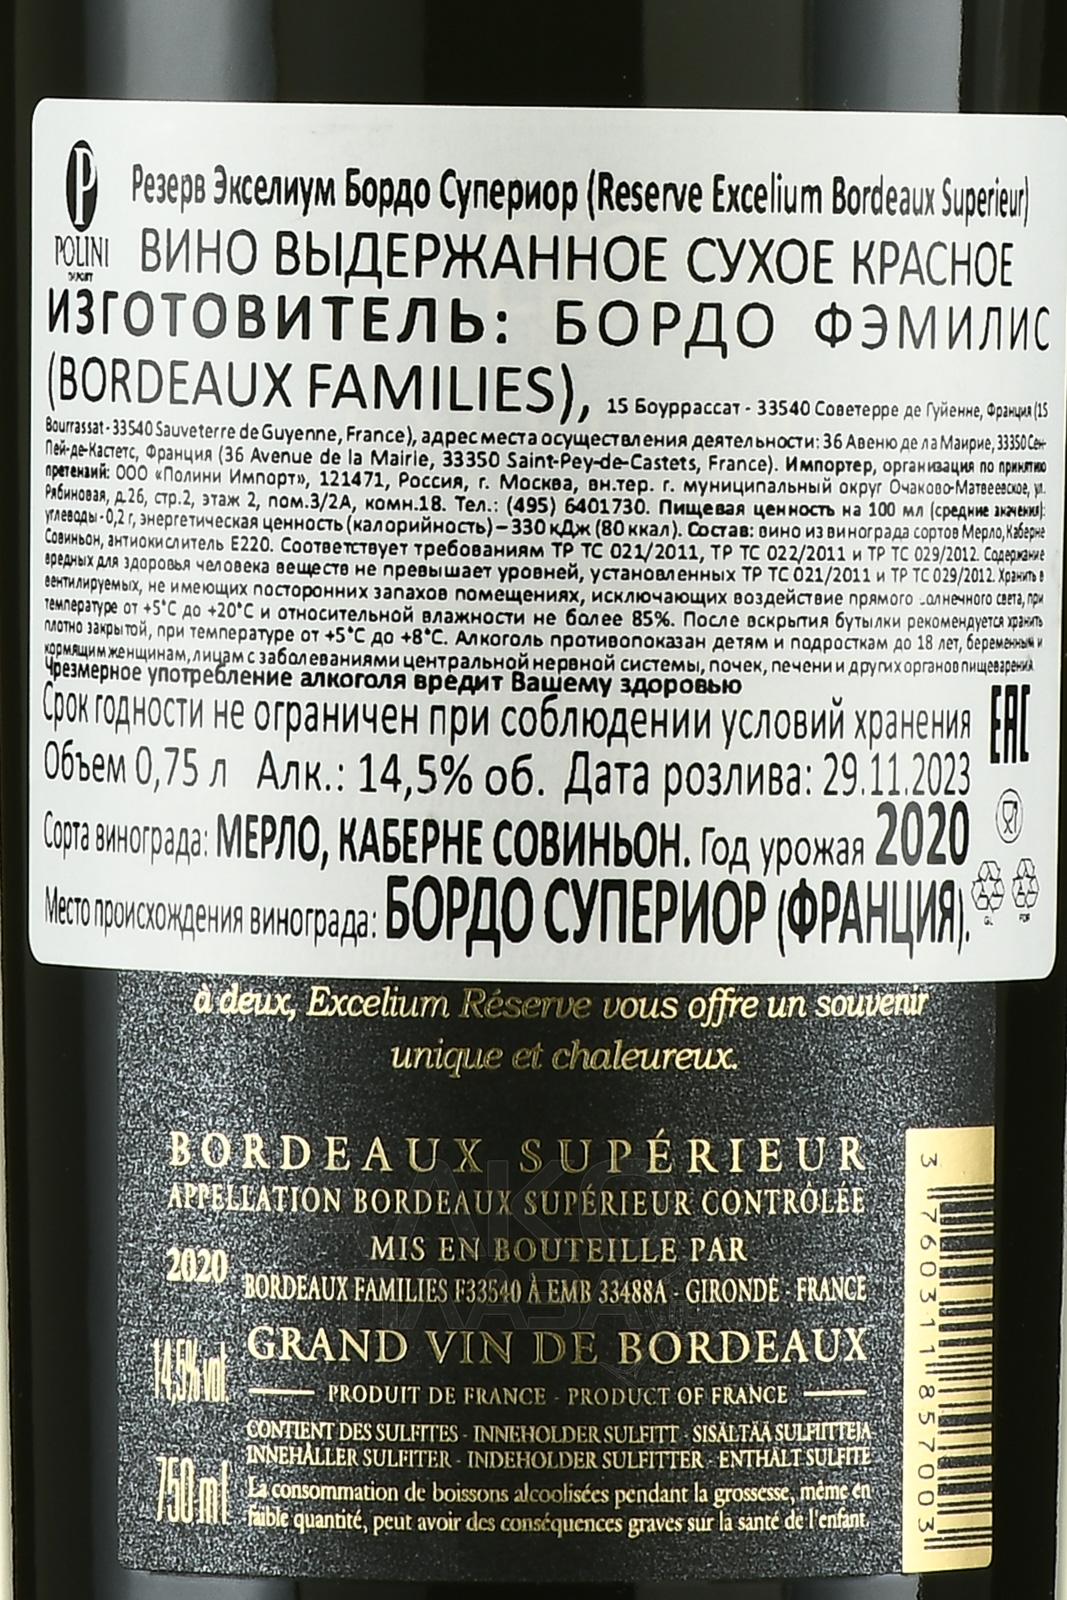 P
POLINI
IMPORT
Резерв Экселиум Бордо Супериор (Reserve Excelium Bordeaux Superieur)
ВИНО ВЫДЕРЖАННОЕ СУХОЕ КРАСНОЕ
ИЗГОТОВИТЕЛЬ: БОРДО ФЭМИЛИС
(BORDEAUX FAMILIES), 15 Боуррассат - 33540 Советерре де Гуйенне, Франция (15
Bourrassat - 33540 Sauveterre de Guyenne, France), адрес места осуществления деятельности: 36 Авеню де ла Маирие, 33350 Сен-
Пей-де-Кастетс, Франция (36 Avenue de la Mairie, 33350 Saint-Pey-de-Castets, France). Импортер, организация по принятию
претензий: ООО «Полини Импорт», 121471, Россия, г. Москва, вн.тер. г. муниципальный округ Очаково-Матвеевское, ул.
Рябиновая, д.26, стр.2, этаж 2, пом.3/2А, комн.18. Тел.: (495) 6401730. Пищевая ценность на 100 мл (средние значения):
углеводы - 0,2 г, энергетическая ценность (калорийность) – 330 кДж (80 ккал). Состав: вино из винограда сортов Мерло, Каберне
Совиньон, антиокислитель Е220. Соответствует требованиям ТР ТС 021/2011, ТР ТС 022/2011 и ТР ТС 029/2012. Содержание
вредных для здоровья человека веществ не превышает уровней, установленных ТР ТС 021/2011 и ТР ТС 029/2012. Хранить в
вентилируемых, не имеющих посторонних запахов помещениях, исключающих воздействие прямого солнечного света, при
температуре от +5°С до +20°С и относительной влажности не более 85%. После вскрытия бутылки рекомендуется хранить
плотно закрытой, при температуре от +5°С до +8°С. Алкоголь противопоказан детям и подросткам до 18 лет, беременным и
кормящим женщинам, лицам с заболеваниями центральной нервной системы, почек, печени и других органов пищеварения.
Чрезмерное употребление алкоголя вредит Вашему здоровью
Срок годности не ограничен при соблюдении условий хранения
EAC
Объем 0,75 л Алк.: 14,5% об. Дата розлива: 29.11.2023
Сорта винограда: МЕРЛО, КАБЕРНЕ СОВИНЬОН. Год урожая 2020
Место происхождения винограда: БОРДО СУПЕРИОР (ФРАНЦИЯ).
GL
à deux, Excelium Réserve vous offre un souvenir
unique et chaleureux.
BORDEAUX SUPÉRIEUR
APPELLATION BORDEAUX SUPÉRIEUR CONTRÔLÉE
MIS EN BOUTEILLE PAR
2020
BORDEAUX FAMILIES F33540 À EMB 33488A - GIRONDE - FRANCE
GRAND VIN DE BORDEAUX
14,5% vol.
PRODUIT DE FRANCE - PRODUCT OF FRANCE
CONTIENT DES SULFITES - INNEHOLDER SULFITT - SISÄLTÄÄ SULFIITTEJA
INNEHÅLLER SULFITER - INDEHOLDER SULFITTER - ENTHÄLT SULFITE
750 ml
La consommation de boissons alcoolisées pendant la grossesse, même en
faible quantité, peut avoir des conséquences graves sur la santé de l'enfant.
3 760311 857003